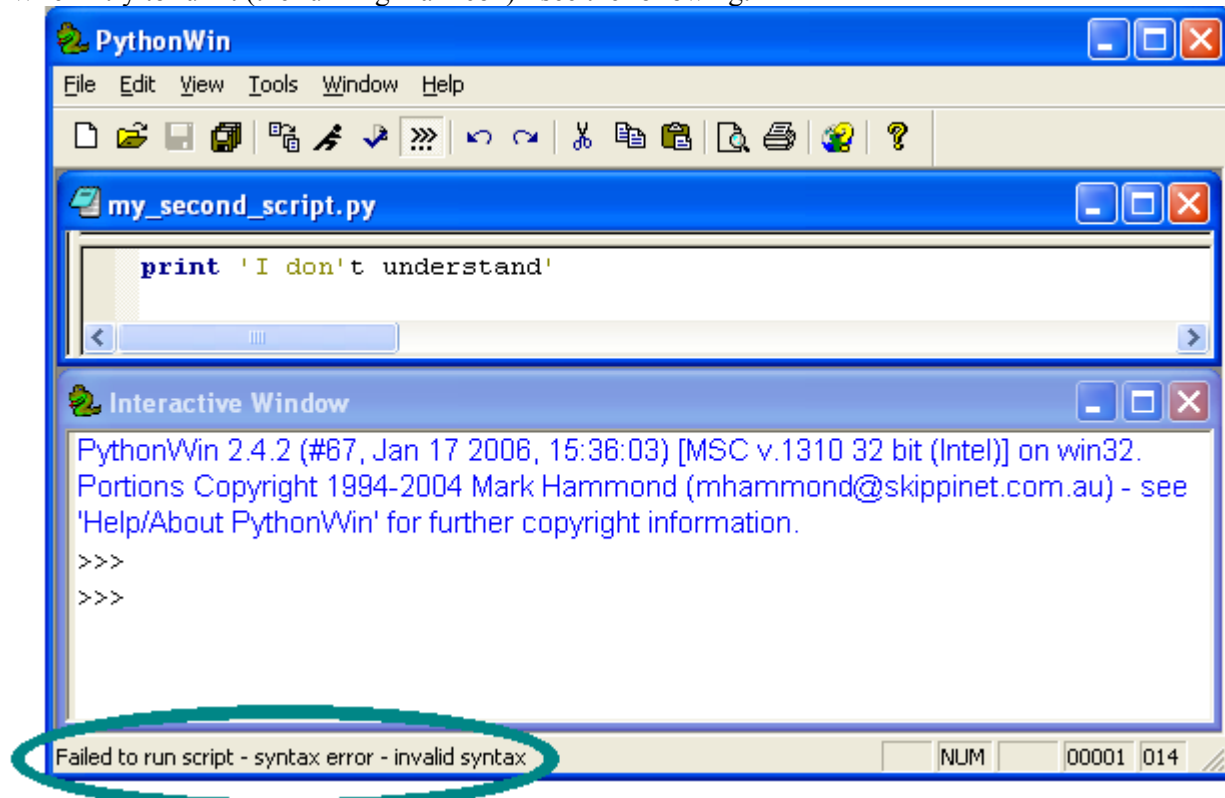 PythonWin
File Edit View Tools Window Help
my_second_script.py
print 'I don't understand'
Interactive Window
PythonWin 2.4.2 (#67, Jan 17 2006, 15:36:03) [MSC v.1310 32 bit (Intel)] on win32.
Portions Copyright 1994-2004 Mark Hammond (mhammond@skippinet.com.au) - see
'Help/About PythonWin' for further copyright information.
>>>
>>>
Failed to run script - syntax error - invalid syntax NUM 00001 014